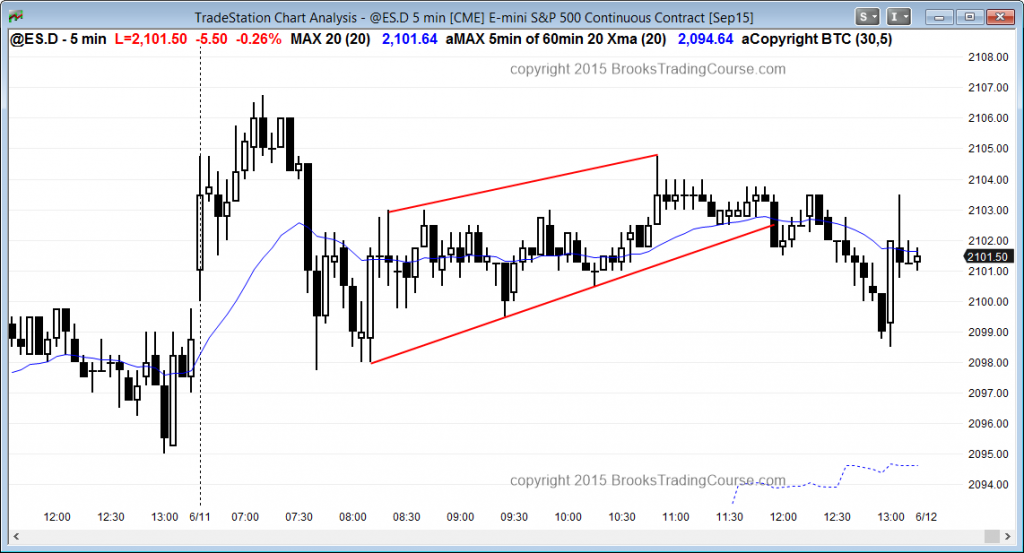 TradeStation Chart Analysis - @ES.D 5 min [CME] E-mini S&P 500 Continuous Contract [Sep15]
S I
@ES.D - 5 min L=2,101.50 -5.50 -0.26% MAX 20 (20) 2,101.64 aMAX 5min of 60min 20 Xma (20) 2,094.64 aCopyright BTC (30,5)
copyright 2015 BrooksTradingCourse.com
2108.00
2107.00
2106.00
2105.00
2104.00
2103.00
2102.00
2101.50
2101.00
2100.00
2099.00
2098.00
2097.00
2096.00
2095.00
copyright 2015 BrooksTradingCourse.com
2094.00
12:00 12:30 13:00 6/11 07:00 07:30 08:00 08:30 09:00 09:30 10:00 10:30 11:00 11:30 12:00 12:30 13:00 6/12